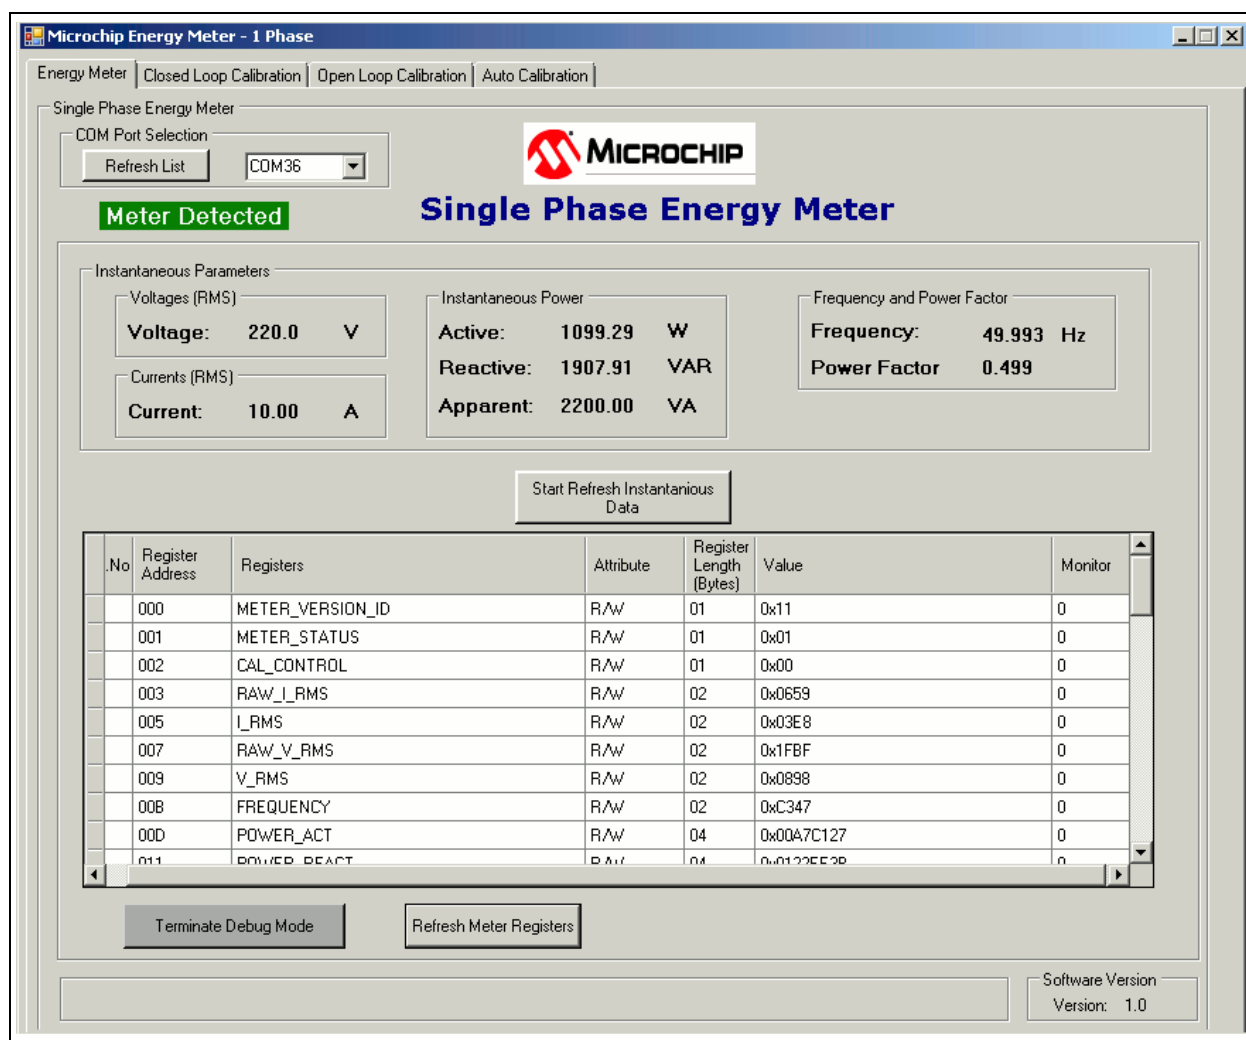 Microchip Energy Meter - 1 Phase
Energy Meter Closed Loop Calibration Open Loop Calibration Auto Calibration
Single Phase Energy Meter
COM Port Selection
Refresh List COM36
MICROCHIP
Meter Detected
Single Phase Energy Meter
Instantaneous Parameters
Voltages (RMS)
Voltage: 220.0 V
Currents (RMS)
Current: 10.00 A
Instantaneous Power
Active: 1099.29 W
Reactive: 1907.91 VAR
Apparent: 2200.00 VA
Frequency and Power Factor
Frequency: 49.993 Hz
Power Factor 0.499
Start Refresh Instantanious
Data
.No Register Address Registers Attribute Register Length (Bytes) Value Monitor
000 METER_VERSION_ID R/W 01 0x11 0
001 METER_STATUS R/W 01 0x01 0
002 CAL_CONTROL R/W 01 0x00 0
003 RAW_I_RMS R/W 02 0x0659 0
005 I_RMS R/W 02 0x03E8 0
007 RAW_V_RMS R/W 02 0x1FBF 0
009 V_RMS R/W 02 0x0898 0
00B FREQUENCY R/W 02 0xC347 0
00D POWER_ACT R/W 04 0x00A7C127 0
011 POWER_REACT R/W 04 0
Terminate Debug Mode Refresh Meter Registers
Software Version
Version: 1.0